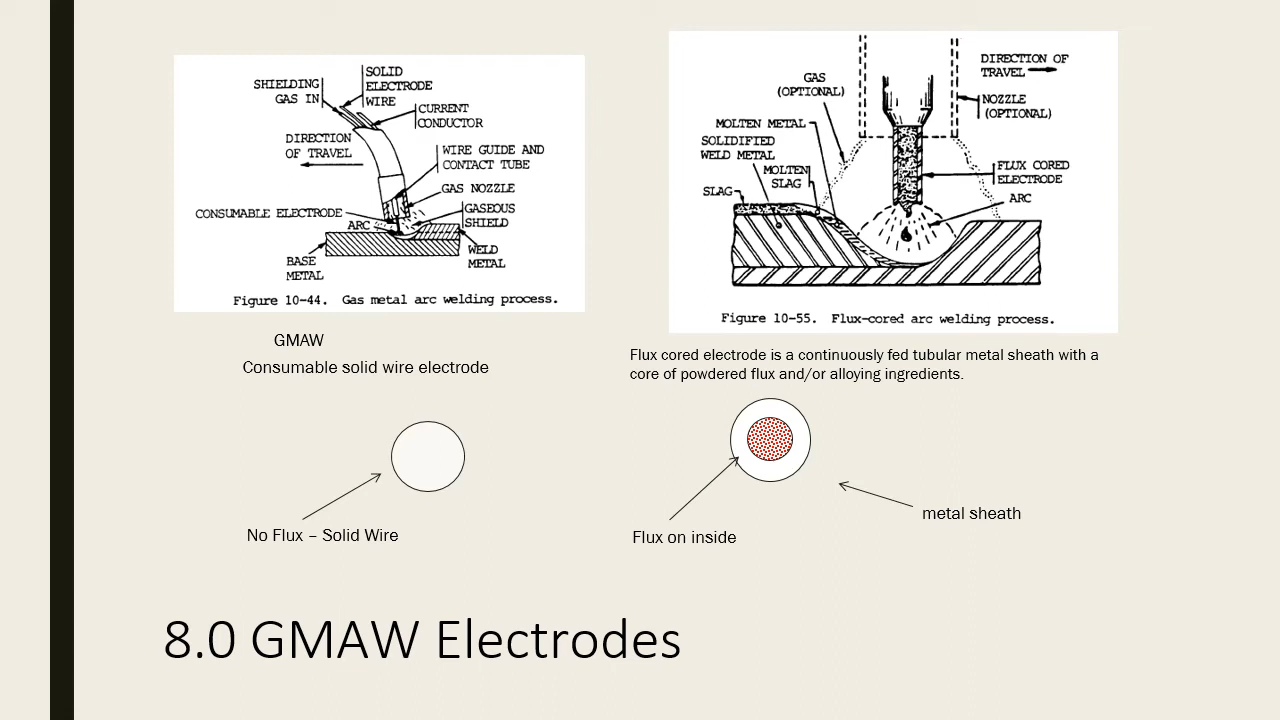 SHIELDING
GAS IN
SOLID
ELECTRODE
WIRE
CURRENT
CONDUCTOR
DIRECTION
OF TRAVEL
WIRE GUIDE AND
CONTACT TUBE
GAS NOZZLE
CONSUMABLE ELECTRODE
GASEOUS
SHIELD
ARC
BASE
METAL
WELD
METAL
Figure 10-44. Gas metal arc welding process.
DIRECTION OF
TRAVEL
GAS
(OPTIONAL)
NOZZLE
(OPTIONAL)
MOLTEN METAL
SOLIDIFIED
WELD METAL
MOLTEN
SLAG
SLAG
FLUX CORED
ELECTRODE
ARC
Figure 10-55. Flux-cored arc welding process.
GMAW
Consumable solid wire electrode
Flux cored electrode is a continuously fed tubular metal sheath with a
core of powdered flux and/or alloying ingredients.
No Flux – Solid Wire
Flux on inside
metal sheath
8.0 GMAW Electrodes